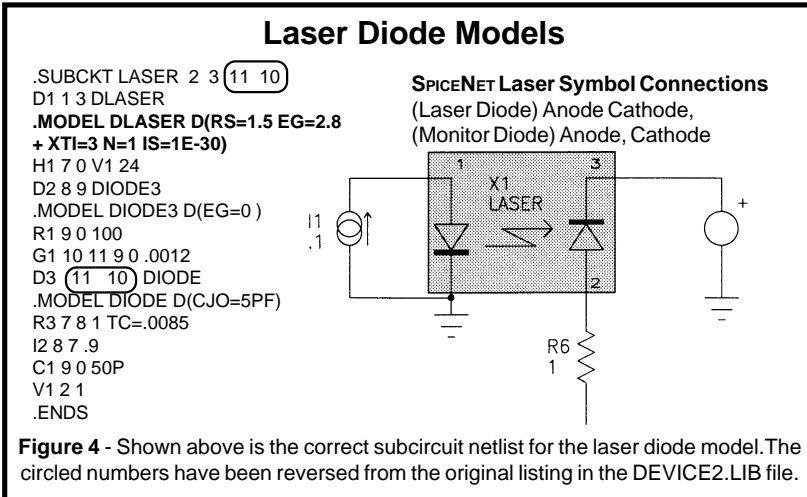 Laser Diode Models
.SUBCKT LASER 2 3 11 10
D1 1 3 DLASER
.MODEL DLASER D(RS=1.5 EG=2.8
+ XTI=3 N=1 IS=1E-30)
H1 7 0 V1 24
D2 8 9 DIODE3
.MODEL DIODE3 D(EG=0 )
R1 9 0 100
G1 10 11 9 0 .0012
D3 11 10 DIODE
.MODEL DIODE D(CJO=5PF)
R3 7 8 1 TC=.0085
I2 8 7 .9
C1 9 0 50P
V1 2 1
.ENDS
SPICENET Laser Symbol Connections
(Laser Diode) Anode Cathode,
(Monitor Diode) Anode, Cathode
1
3
X1
LASER
I1
.1
+
2
R6
1
Figure 4 - Shown above is the correct subcircuit netlist for the laser diode model.The
circled numbers have been reversed from the original listing in the DEVICE2.LIB file.